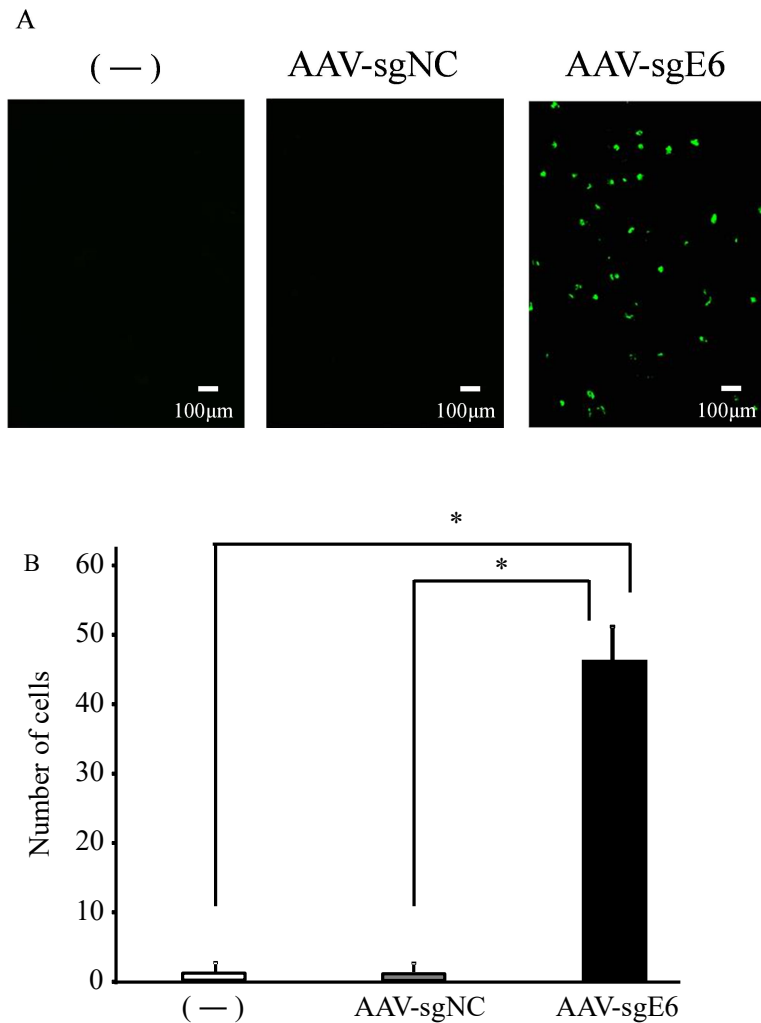 A
( — ) AAV-sgNC AAV-sgE6
100μm 100μm 100μm
B
*
*
Number of cells
60
50
40
30
20
10
0
( — ) AAV-sgNC AAV-sgE6